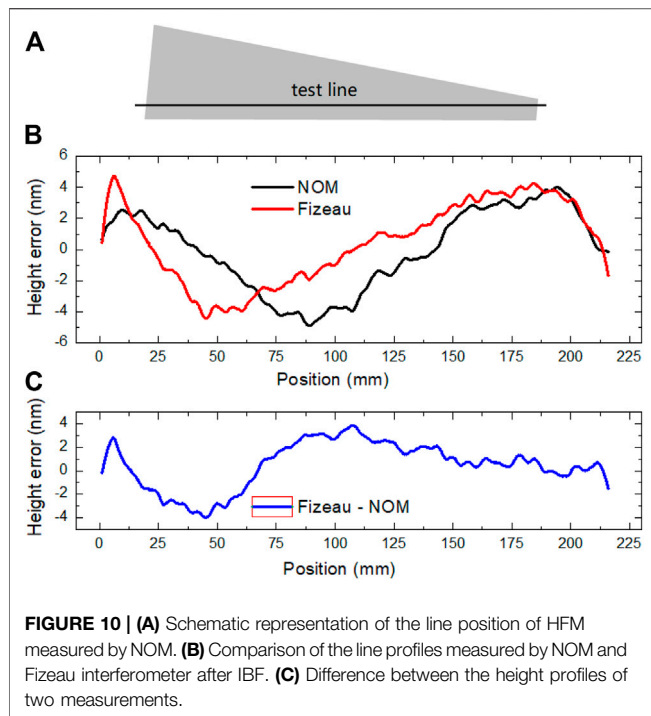 A
test line
B
6
4
2
0
-2
-4
-6
Height error (nm)
NOM
Fizeau
0 25 50 75 100 125 150 175 200 225
Position (mm)
C
4
2
0
-2
-4
Height error (nm)
Fizeau - NOM
0 25 50 75 100 125 150 175 200 225
Position (mm)
FIGURE 10 | (A) Schematic representation of the line position of HFM
measured by NOM. (B) Comparison of the line profiles measured by NOM and
Fizeau interferometer after IBF. (C) Difference between the height profiles of
two measurements.